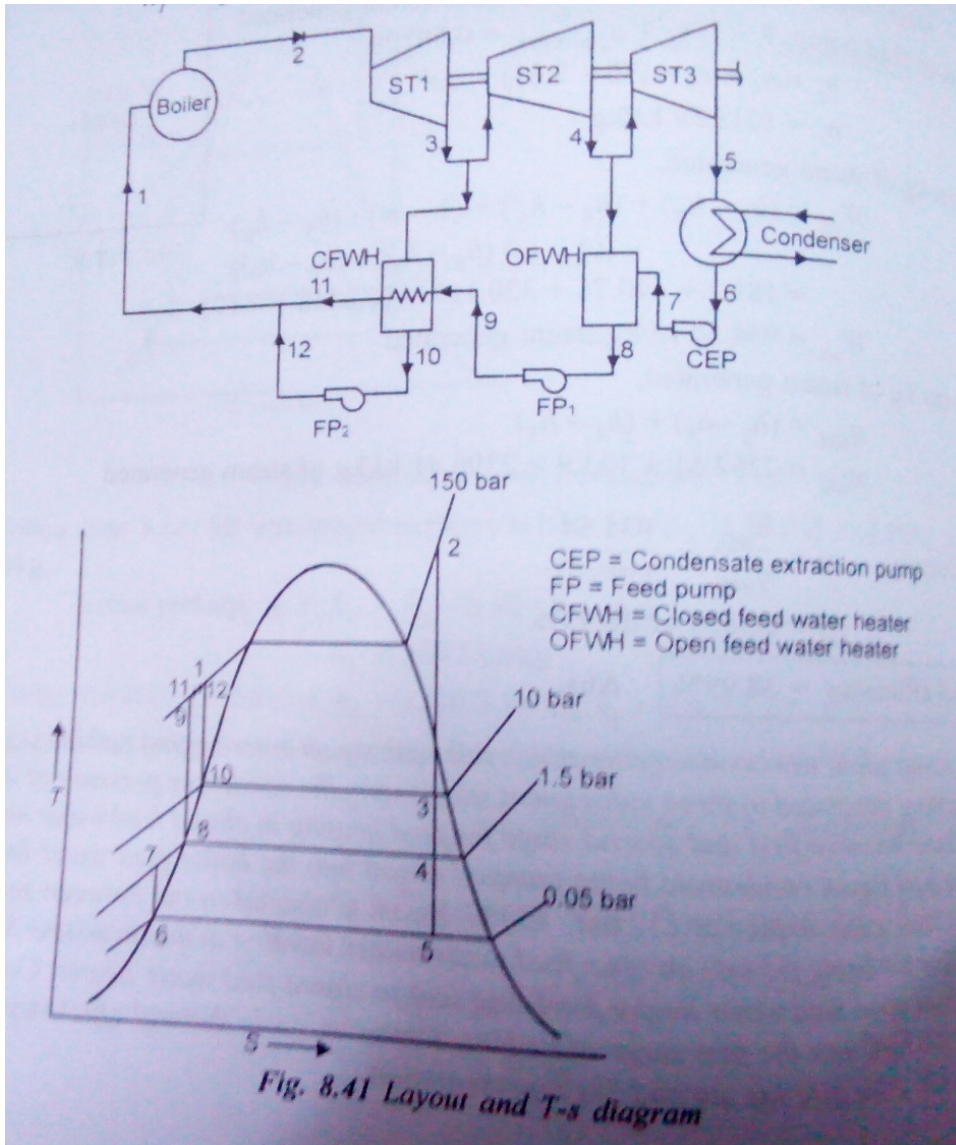 2
ST1
ST2
ST3
Boiler
3
4
5
1
Condenser
CFWH
OFWH
11
9
7
6
12
10
8
CEP
FP1
FP2
150 bar
2
CEP = Condensate extraction pump
FP = Feed pump
CFWH = Closed feed water heater
OFWH = Open feed water heater
1
11
12
9
10 bar
10
3
1.5 bar
8
7
4
0.05 bar
6
5
T
S
Fig. 8.41 Layout and T-s diagram